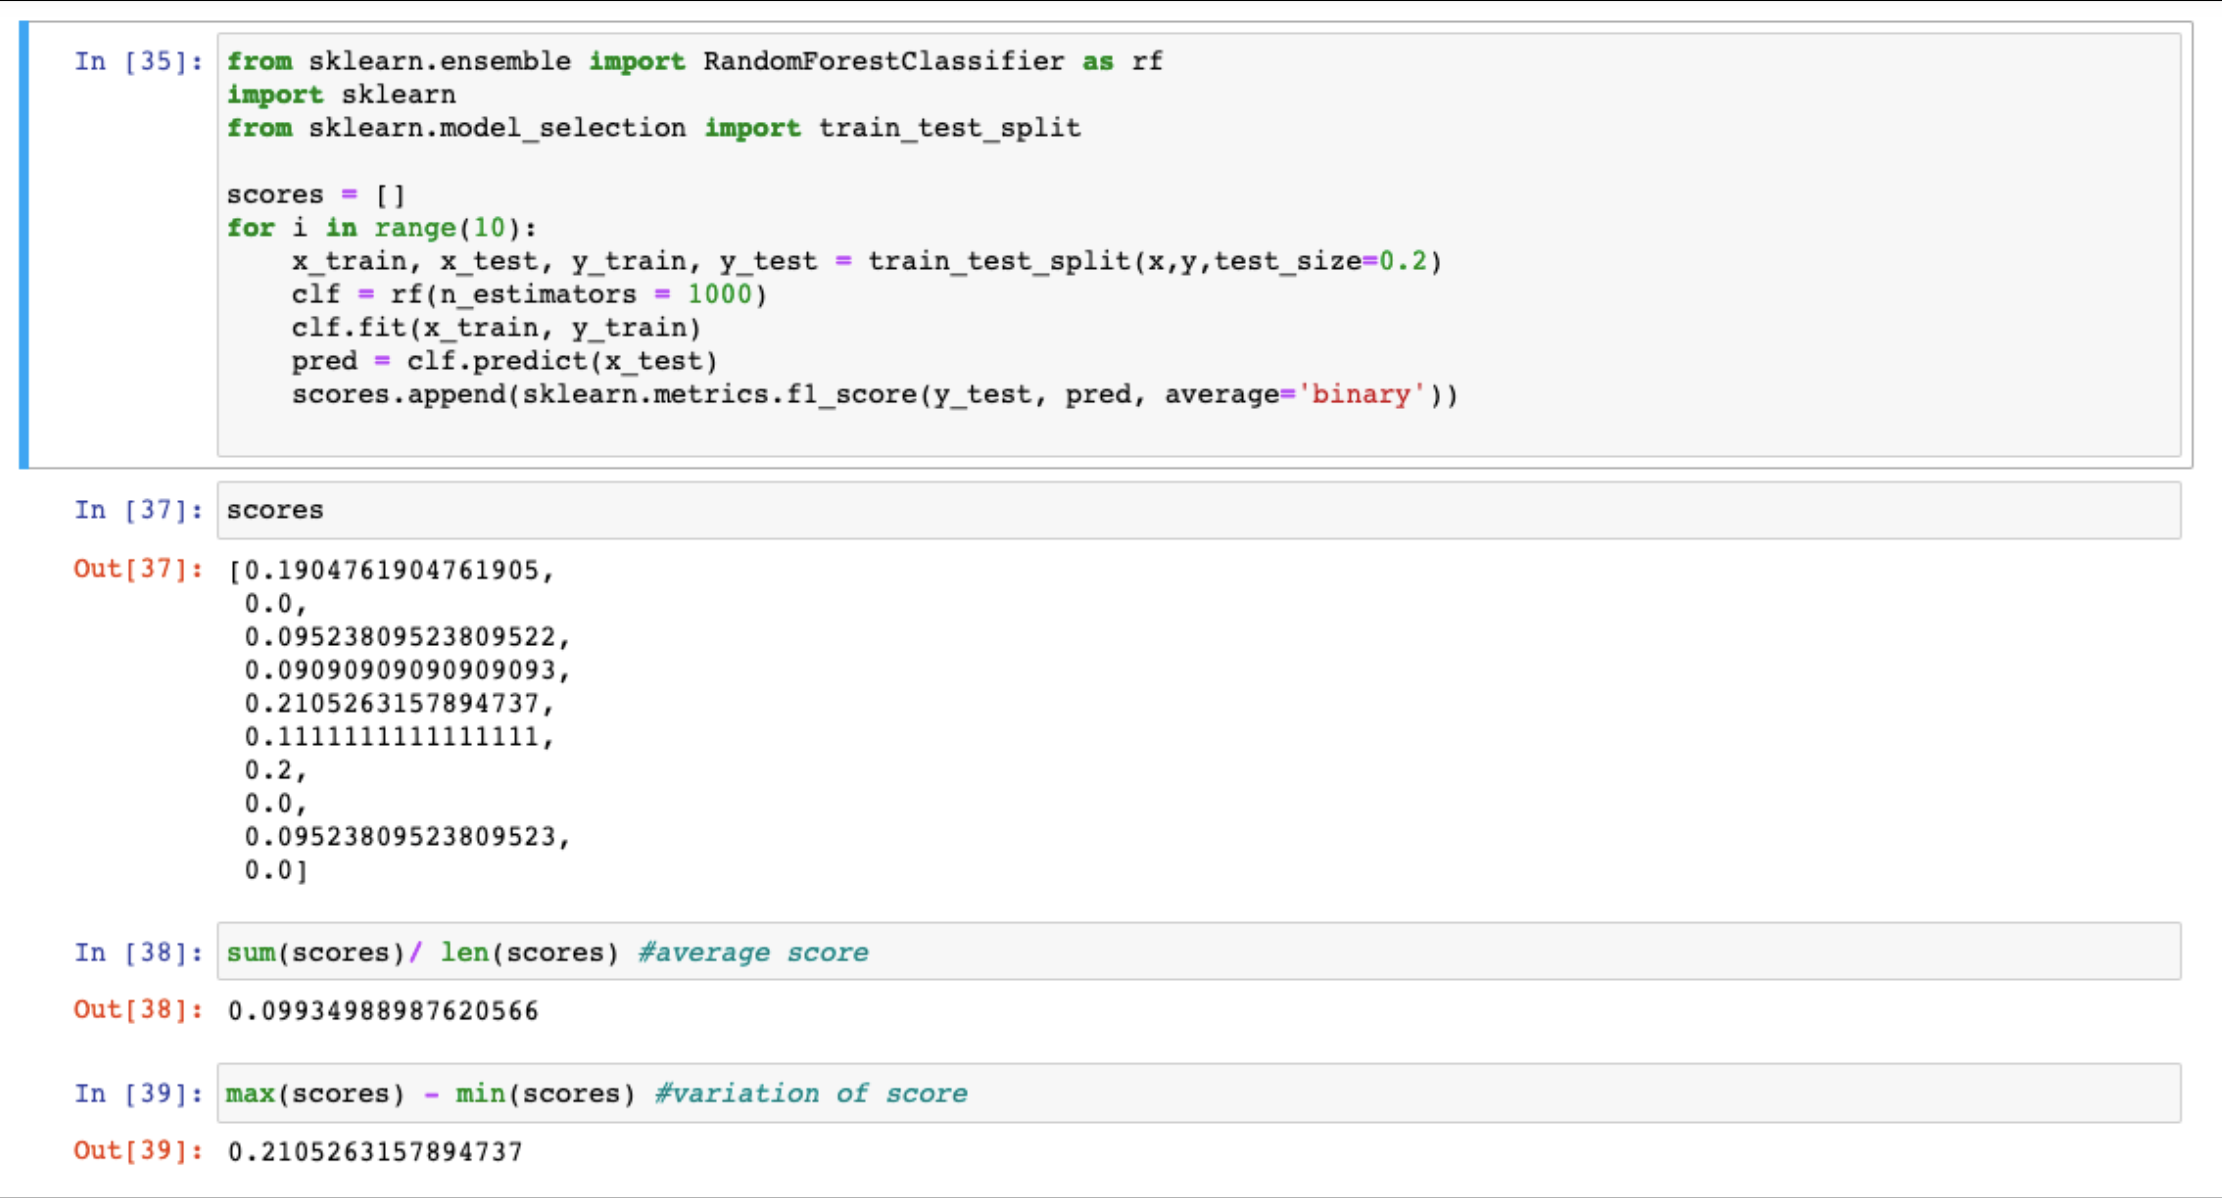 In [35]: from sklearn.ensemble import RandomForestClassifier as rf
import sklearn
from sklearn.model_selection import train_test_split
scores = []
for i in range(10):
    x_train, x_test, y_train, y_test = train_test_split(x,y,test_size=0.2)
    clf = rf(n_estimators = 1000)
    clf.fit(x_train, y_train)
    pred = clf.predict(x_test)
    scores.append(sklearn.metrics.f1_score(y_test, pred, average='binary'))
In [37]: scores
Out[37]: [0.1904761904761905,
0.0,
0.09523809523809522,
0.09090909090909093,
0.2105263157894737,
0.1111111111111111,
0.2,
0.0,
0.09523809523809523,
0.0]
In [38]: sum(scores)/ len(scores) #average score
Out[38]: 0.09934988987620566
In [39]: max(scores) - min(scores) #variation of score
Out[39]: 0.2105263157894737